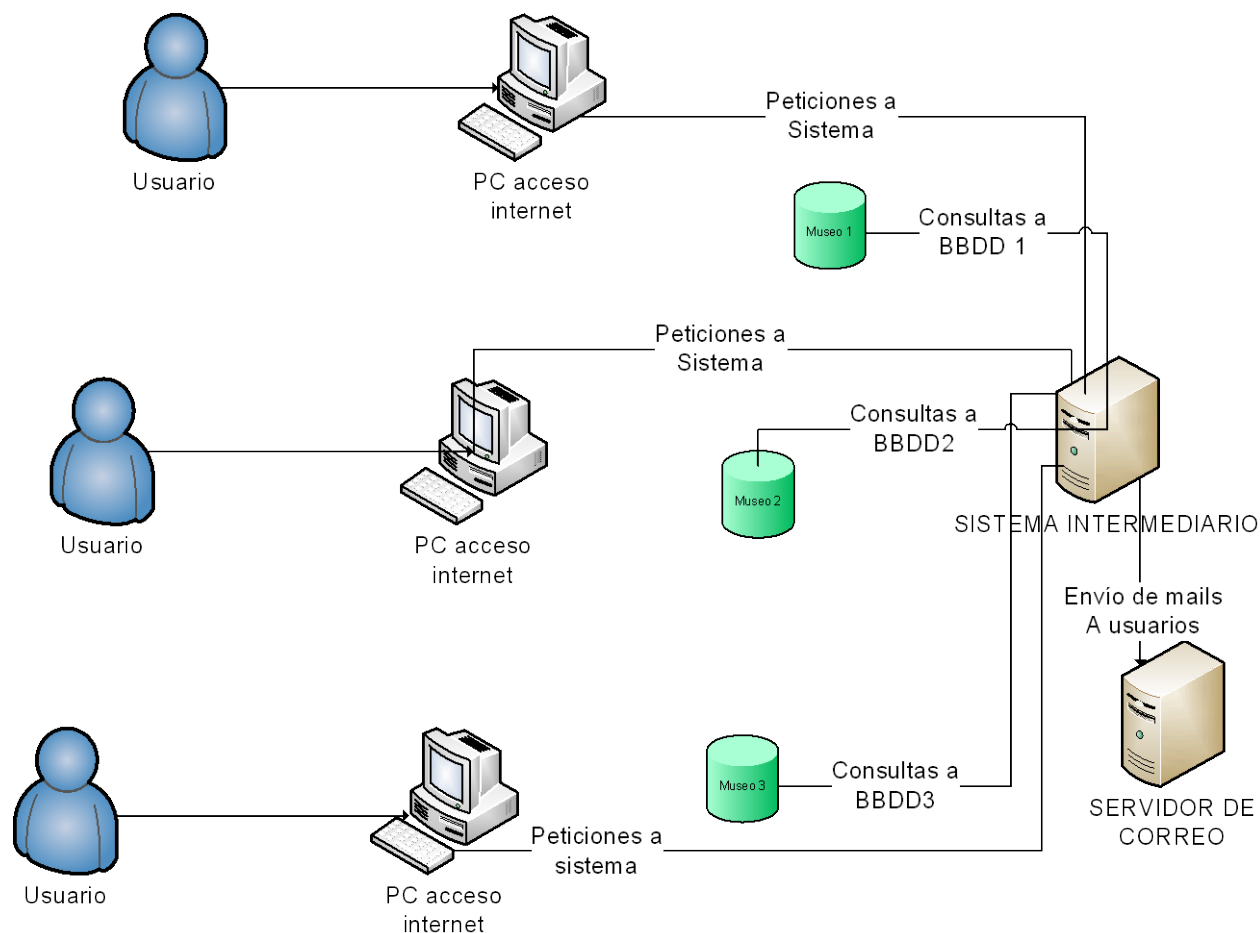 Peticiones a
Sistema
Usuario
PC acceso
internet
Museo 1
Consultas a
BBDD 1
Peticiones a
Sistema
Consultas a
BBDD2
Museo 2
Usuario
PC acceso
internet
SISTEMA INTERMEDIARIO
Envío de mails
A usuarios
Museo 3
Consultas a
BBDD3
SERVIDOR DE
CORREO
Peticiones a
sistema
Usuario
PC acceso
internet